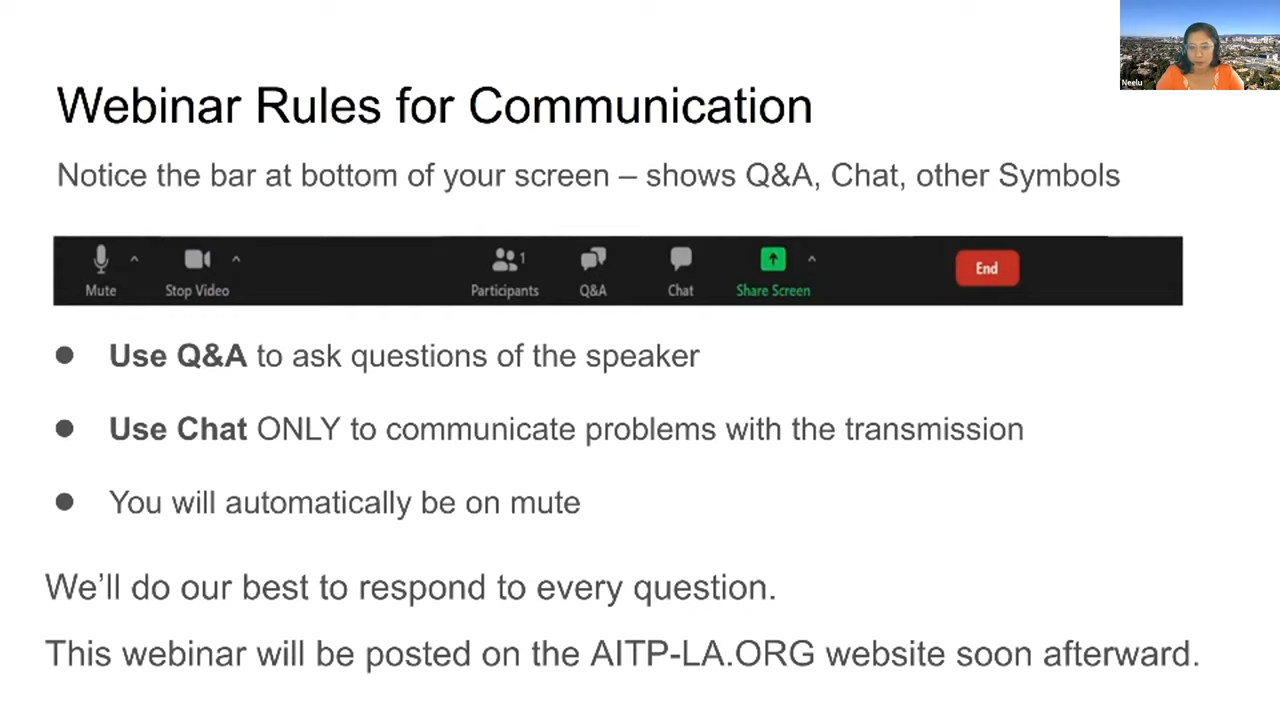 Neelu
Webinar Rules for Communication
Notice the bar at bottom of your screen – shows Q&A, Chat, other Symbols
Mute Stop Video Participants 1 Q&A Chat Share Screen End
● Use Q&A to ask questions of the speaker
● Use Chat ONLY to communicate problems with the transmission
● You will automatically be on mute
We’ll do our best to respond to every question.
This webinar will be posted on the AITP-LA.ORG website soon afterward.